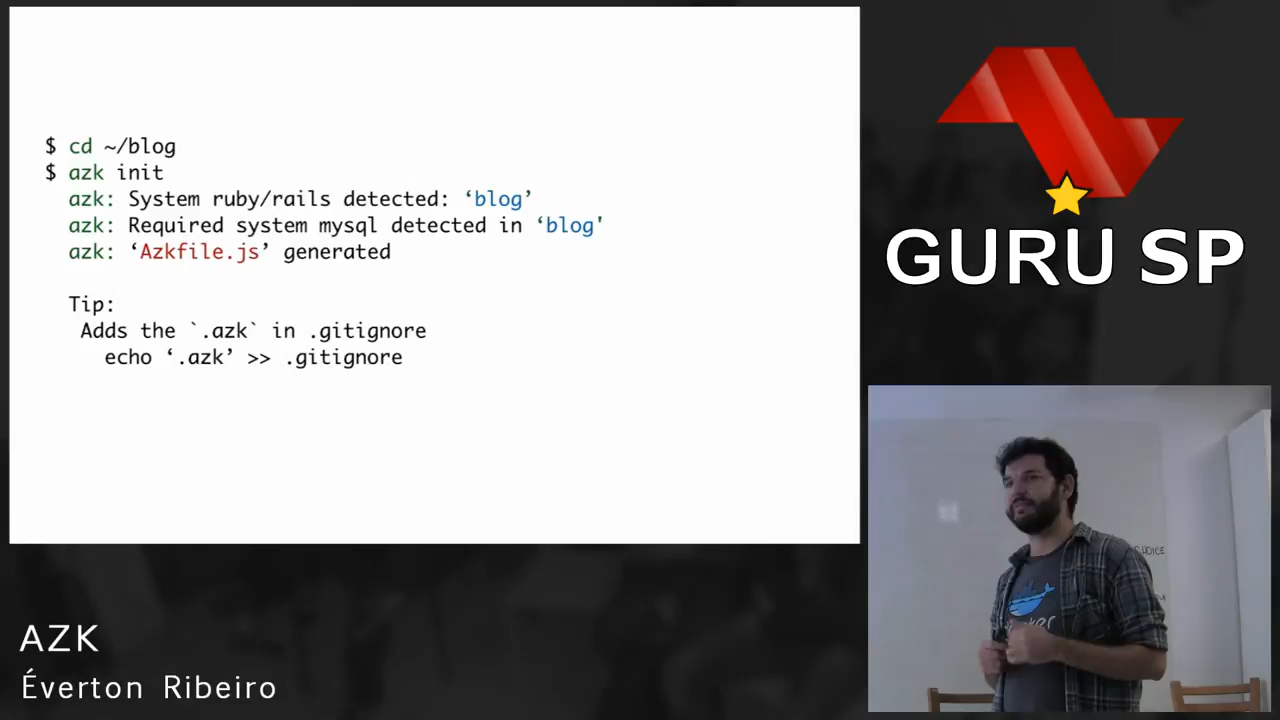 $ cd ~/blog
$ azk init
azk: System ruby/rails detected: ‘blog’
azk: Required system mysql detected in ‘blog'
azk: ‘Azkfile.js’ generated
Tip:
Adds the `.azk` in .gitignore
echo ‘.azk’ >> .gitignore
GURU SP
AZK
Éverton Ribeiro